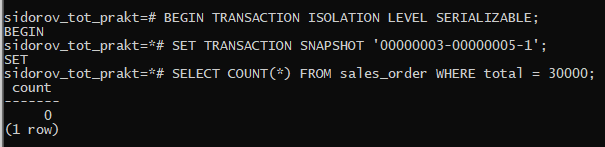 sidorov_tot_prakt=# BEGIN TRANSACTION ISOLATION LEVEL SERIALIZABLE;
BEGIN
sidorov_tot_prakt=*# SET TRANSACTION SNAPSHOT '00000003-00000005-1';
SET
sidorov_tot_prakt=*# SELECT COUNT(*) FROM sales_order WHERE total = 30000;
 count
-------
     0
(1 row)